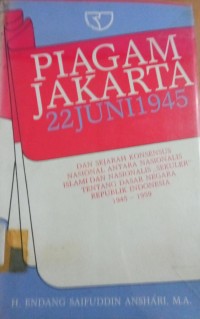 PIAGAM
JAKARTA
22 JUNI 1945
DAN SEJARAH KONSENSUS
NASIONAL ANTARA NASIONALIS
ISLAMI DAN NASIONALIS „SEKULER"
TENTANG DASAR NEGARA
REPUBLIK INDONESIA
1945 - 1959
H. ENDANG SAIFUDDIN ANSHARI, M.A.